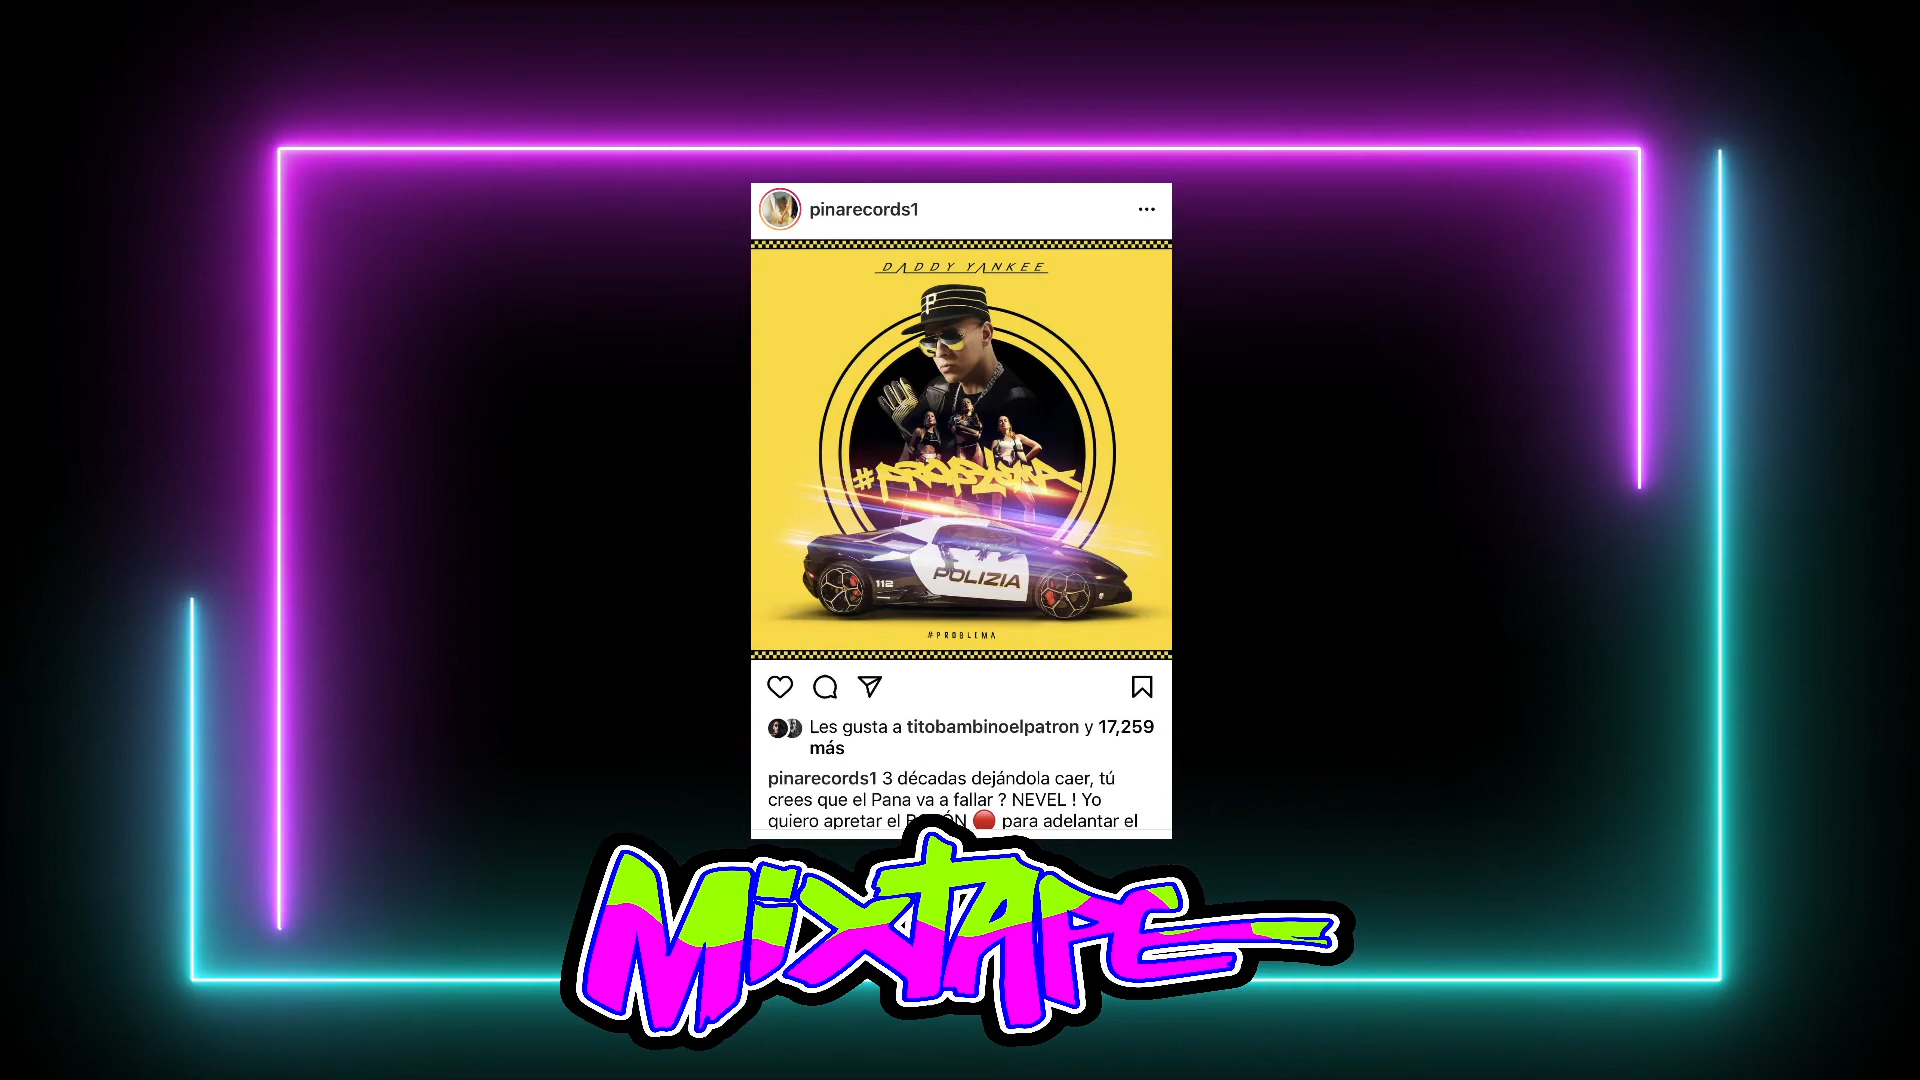 pinarecords1
DADDY YANKEE
P
#PROBLEMA
112
POLIZIA
#PROBLEMA
Les gusta a titobambinoelpatron y 17,259
más
pinarecords1 3 décadas dejándola caer, tú
crees que el Pana va a fallar ? NEVEL ! Yo
quiero apretar el 🔴 para adelantar el
MIXTAPE